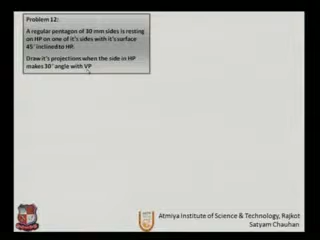 Problem 12:
A regular pentagon of 30 mm sides is resting
on HP on one of it's sides with it's surface
45° inclined to HP.
Draw it's projections when the side in HP
makes 30° angle with VP
Atmiya Institute of Science & Technology, Rajkot
Satyam Chauhan